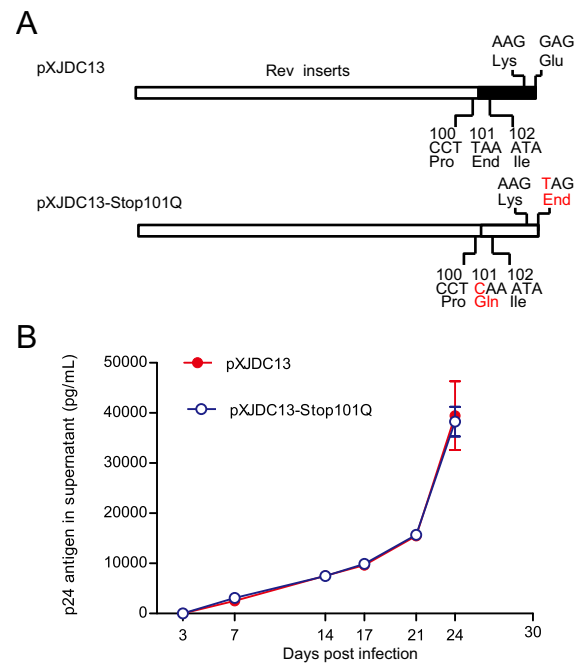 A
AAG GAG
pXJDC13 Rev inserts Lys Glu
100 101 102
CCT TAA ATA
Pro End Ile
AAG TAG
pXJDC13-Stop101Q Lys End
100 101 102
CCT CAA ATA
Pro Gln Ile
B
50000
pXJDC13
40000
pXJDC13-Stop101Q
30000
20000
10000
0
p24 antigen in supernatant (pg/mL)
3 7 14 17 21 24 30
Days post infection